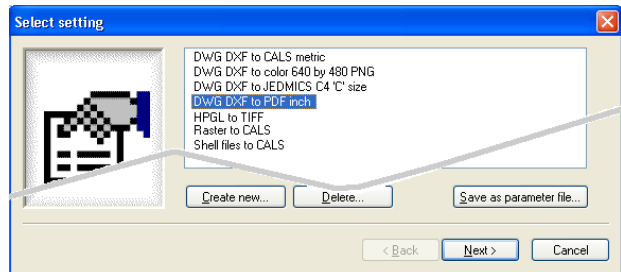 Select setting
DWG DXF to CALS metric
DWG DXF to color 640 by 480 PNG
DWG DXF to JEDMICS C4 'C' size
DWG DXF to PDF inch
HPGL to TIFF
Raster to CALS
Shell files to CALS
Create new... Delete... Save as parameter file...
< Back Next > Cancel